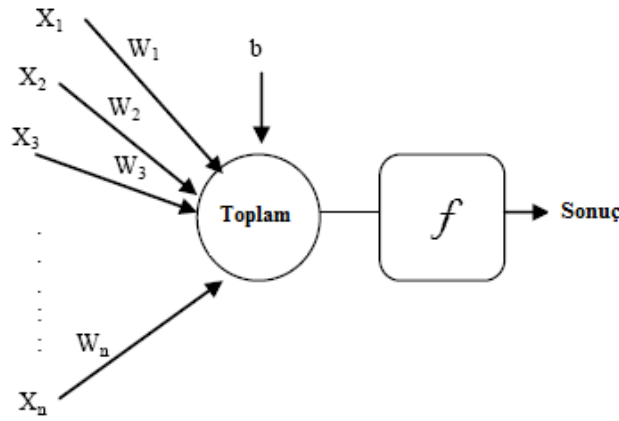 X₁
W₁
b
X₂
W₂
X₃
W₃
Toplam
f
Sonuç
Wₙ
Xₙ